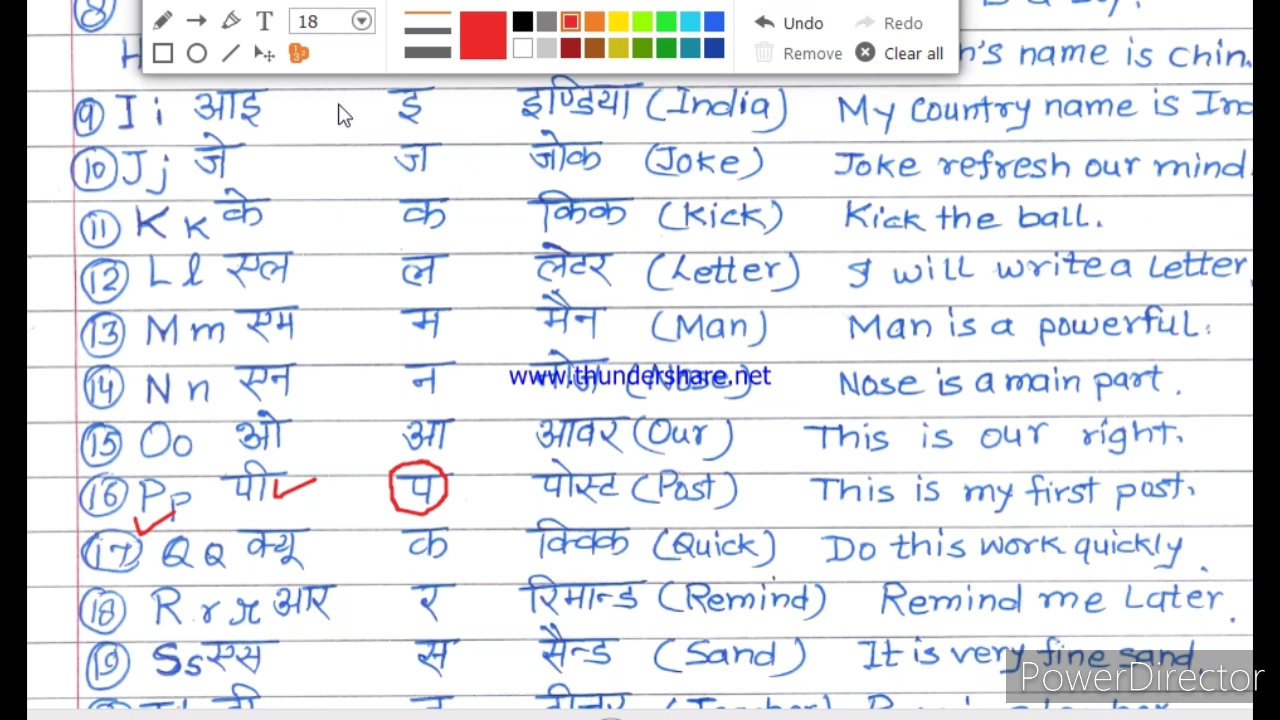 T 18 Undo Redo
Remove Clear all
8
H n's name is chin.
9 I i आइ इ इण्डिया (India) My country name is Ind
10 J j जे ज जोक (Joke) Joke refresh our mind.
11 K k के क किक (Kick) Kick the ball.
12 L l एल ल लेटर (Letter) I will write a letter
13 M m एम म मैन (Man) Man is a powerful.
14 N n एन न www.thundershare.net Nose is a main part.
15 O o ओ आ आवर (Our) This is our right.
16 P p पी प पोस्ट (Post) This is my first post.
17 Q Q क्यू क क्विक (Quick) Do this work quickly.
18 R r r आर र रिमान्ड (Remind) Remind me Later.
19 S s एस स सैन्ड (Sand) It is very fine sand.
PowerDirector